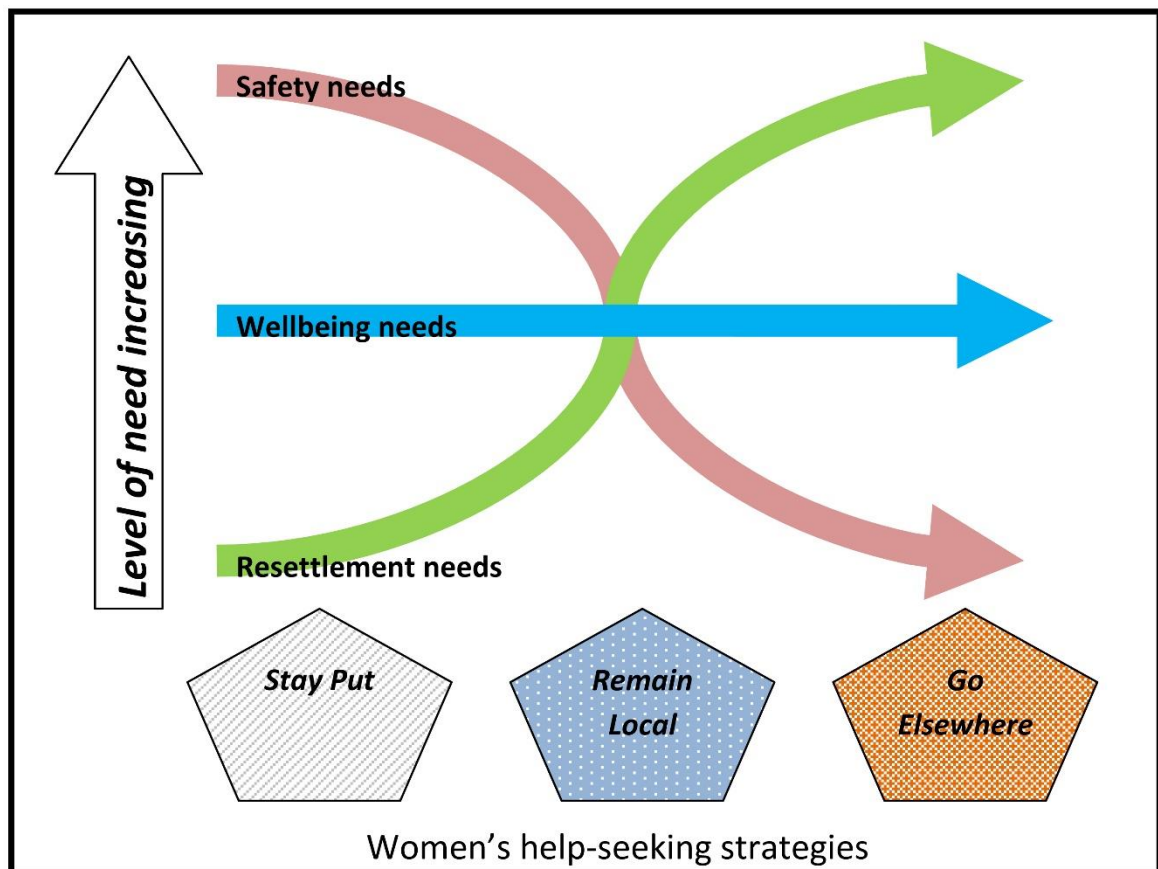 Level of need increasing
Safety needs
Wellbeing needs
Resettlement needs
Stay Put
Remain
Local
Go
Elsewhere
Women’s help-seeking strategies